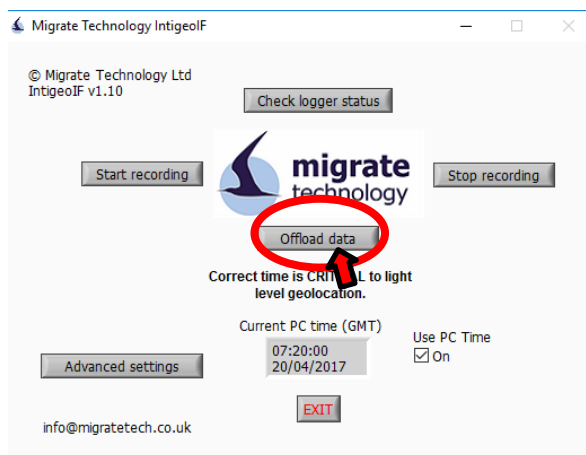 Migrate Technology IntigeoIF
© Migrate Technology Ltd
IntigeoIF v1.10
Check logger status
Start recording
migrate
technology
Stop recording
Offload data
Correct time is CRITICAL to light
level geolocation.
Current PC time (GMT)
07:20:00
20/04/2017
Use PC Time
On
Advanced settings
EXIT
info@migratetech.co.uk